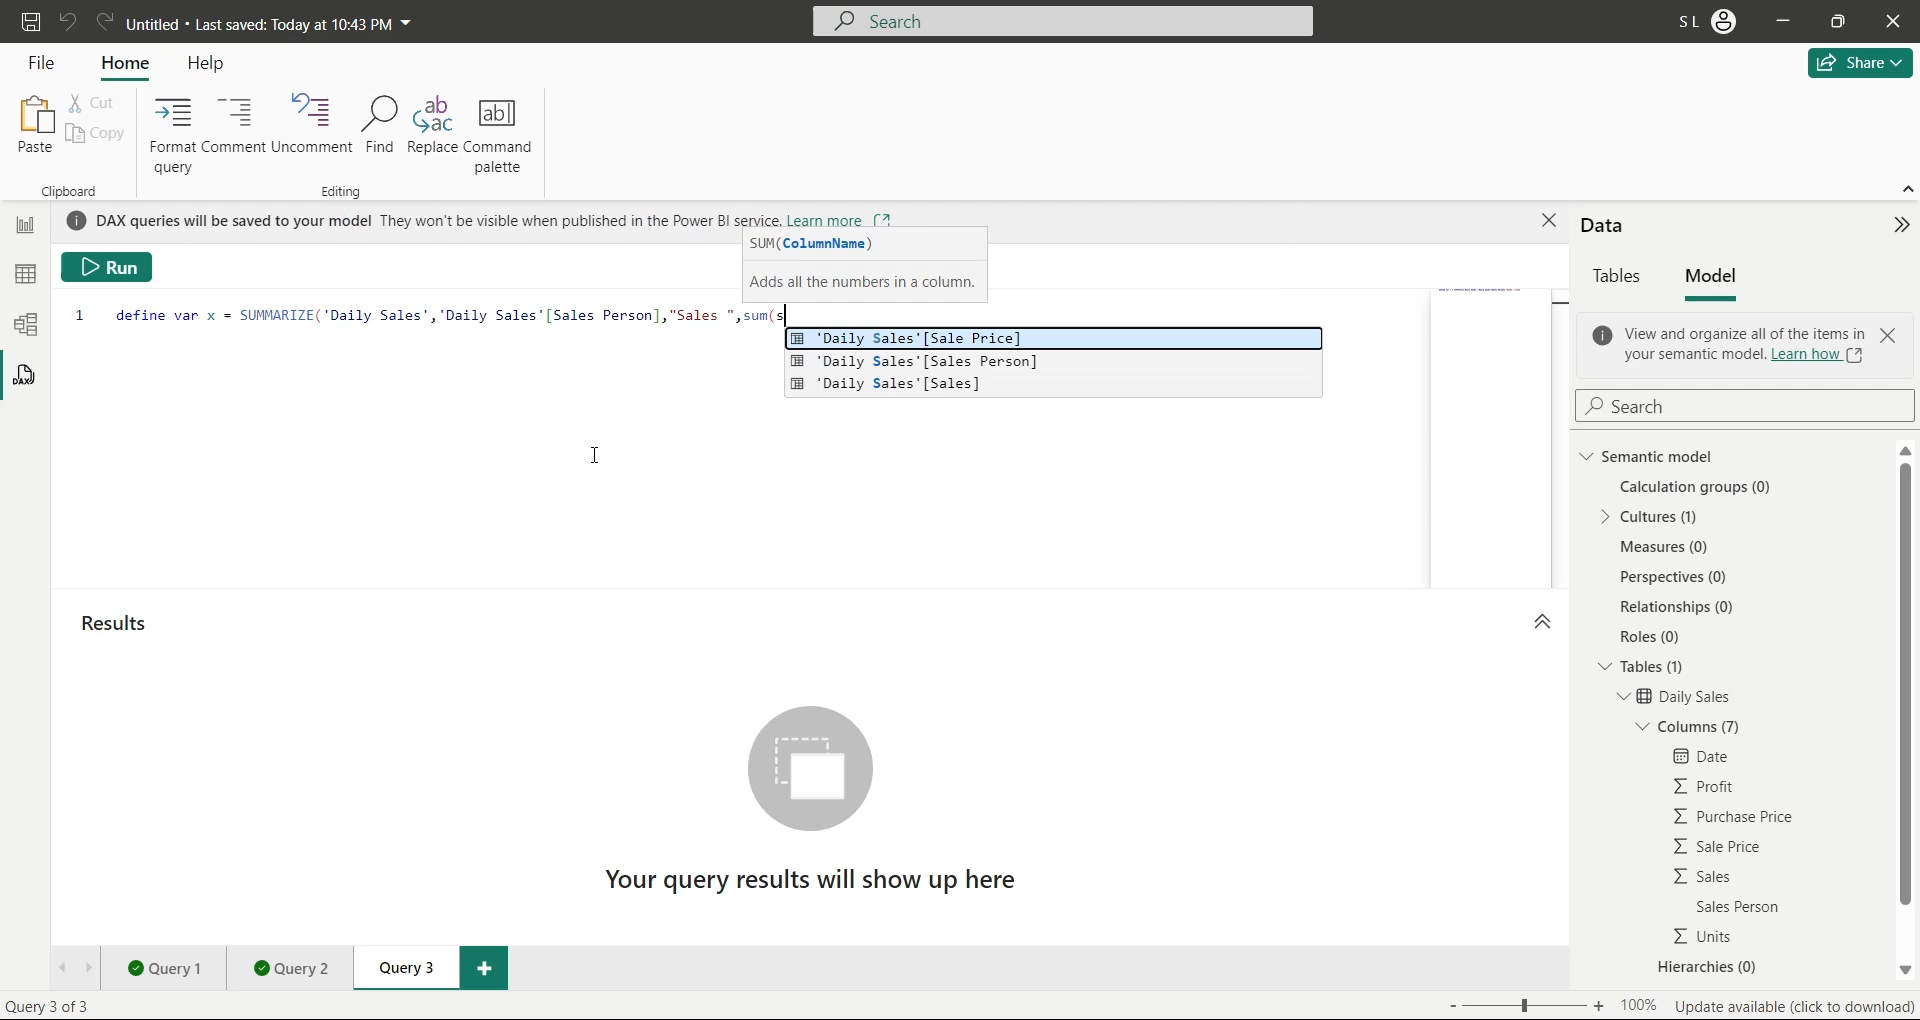 Untitled • Last saved: Today at 10:43 PM
Search
S L
File Home Help
Share
Paste
Cut
Copy
Format query
Comment
Uncomment
Find
Replace
Command palette
Clipboard
Editing
DAX queries will be saved to your model They won't be visible when published in the Power BI service. Learn more
SUM(ColumnName)
Adds all the numbers in a column.
Run
1 define var x = SUMMARIZE('Daily Sales','Daily Sales'[Sales Person],"Sales ",sum(s
'Daily Sales'[Sale Price]
'Daily Sales'[Sales Person]
'Daily Sales'[Sales]
Results
Your query results will show up here
Data
Tables Model
View and organize all of the items in
your semantic model. Learn how
Search
Semantic model
Calculation groups (0)
Cultures (1)
Measures (0)
Perspectives (0)
Relationships (0)
Roles (0)
Tables (1)
Daily Sales
Columns (7)
Date
Profit
Purchase Price
Sale Price
Sales
Sales Person
Units
Hierarchies (0)
Query 1 Query 2 Query 3 +
Query 3 of 3
- + 100% Update available (click to download)